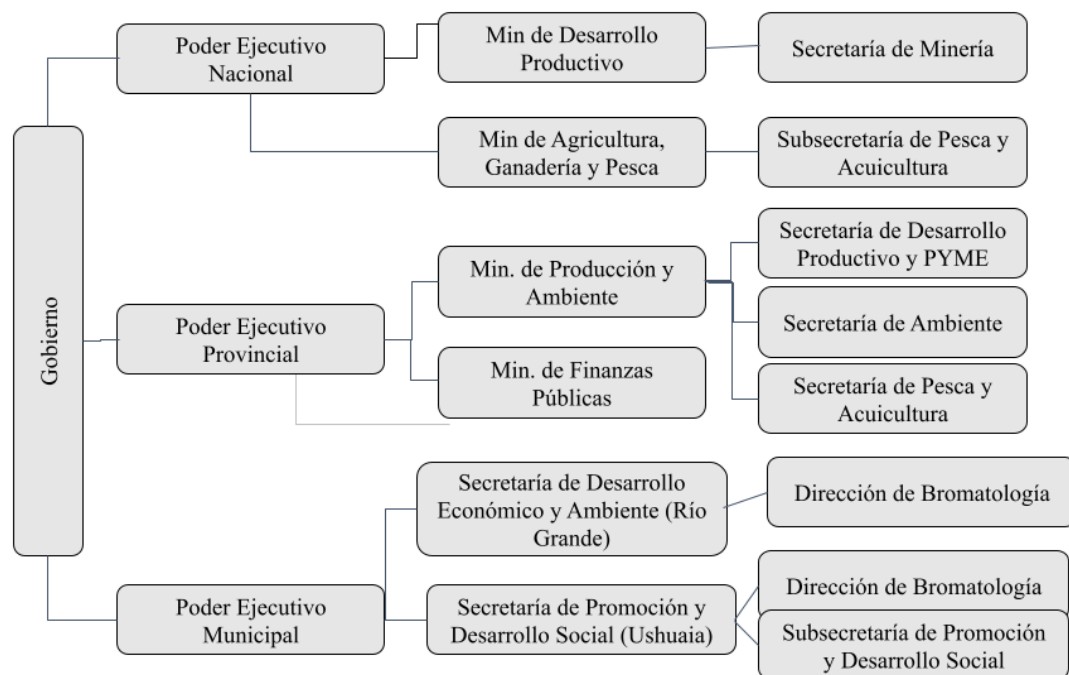 Gobierno
Poder Ejecutivo
Nacional
Min de Desarrollo
Productivo
Secretaría de Minería
Min de Agricultura,
Ganadería y Pesca
Subsecretaría de Pesca y
Acuicultura
Poder Ejecutivo
Provincial
Min. de Producción y
Ambiente
Secretaría de Desarrollo
Productivo y PYME
Secretaría de Ambiente
Secretaría de Pesca y
Acuicultura
Min. de Finanzas
Públicas
Poder Ejecutivo
Municipal
Secretaría de Desarrollo
Económico y Ambiente (Río
Grande)
Dirección de Bromatología
Secretaría de Promoción y
Desarrollo Social (Ushuaia)
Dirección de Bromatología
Subsecretaría de Promoción
y Desarrollo Social